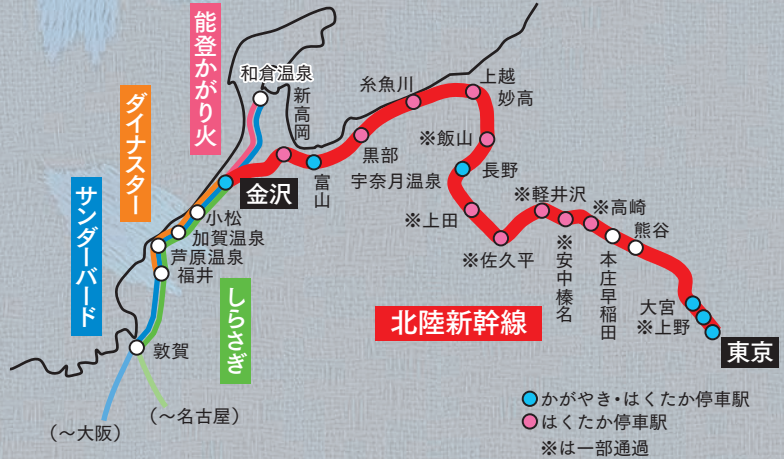 能登かがり火
和倉温泉
ダイナスター
サンダーバード
新高岡
糸魚川
上越
妙高
※飯山
黒部
宇奈月温泉
長野
富山
金沢
小松
加賀温泉
芦原温泉
福井
しらさぎ
敦賀
(～大阪)
(～名古屋)
※上田
※佐久平
※軽井沢
※安中榛名
※高崎
本庄早稲田
熊谷
大宮
※上野
東京
北陸新幹線
かがやき・はくたか停車駅
はくたか停車駅
※は一部通過